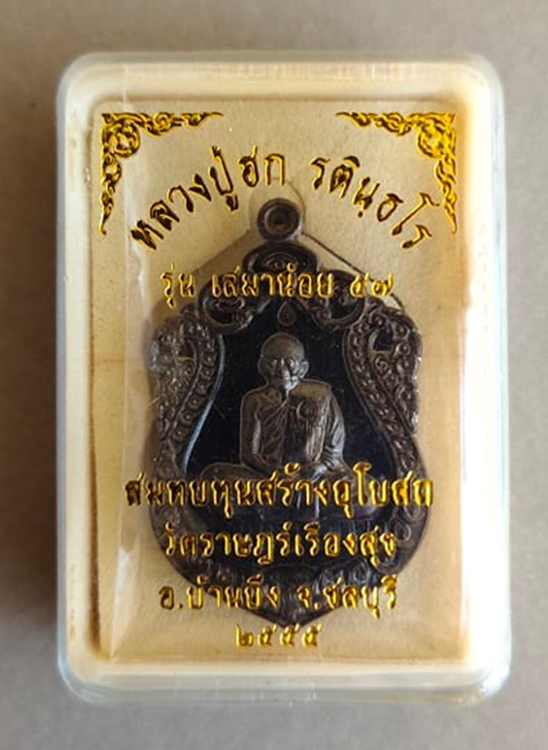 หลวงปู่ฮก รตินฺธโร
รุ่น เสมาน้อย ๕๗
สมทบทุนสร้างอุโบสถ
วัดราษฎร์เรืองสุข
อ.บ้านบึง จ.ชลบุรี
๒๕๕๕